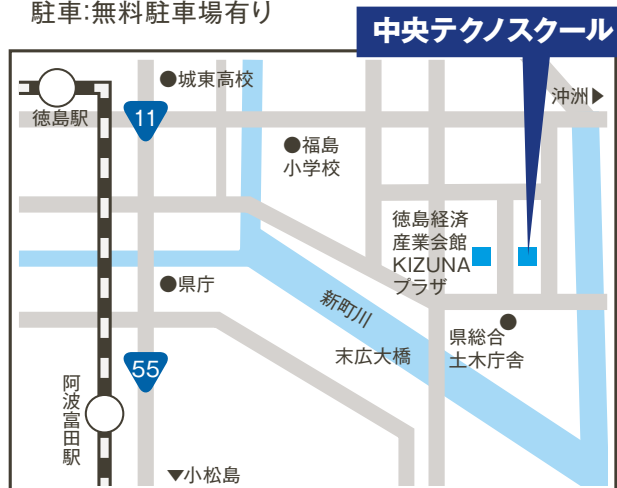 駐車:無料駐車場有り
中央テクノスクール
●城東高校
沖洲▶
徳島駅
11
●福島
小学校
徳島経済
産業会館
KIZUNA
プラザ
●県庁
新町川
県総合
土木庁舎
末広大橋
55
阿波富田駅
▼小松島